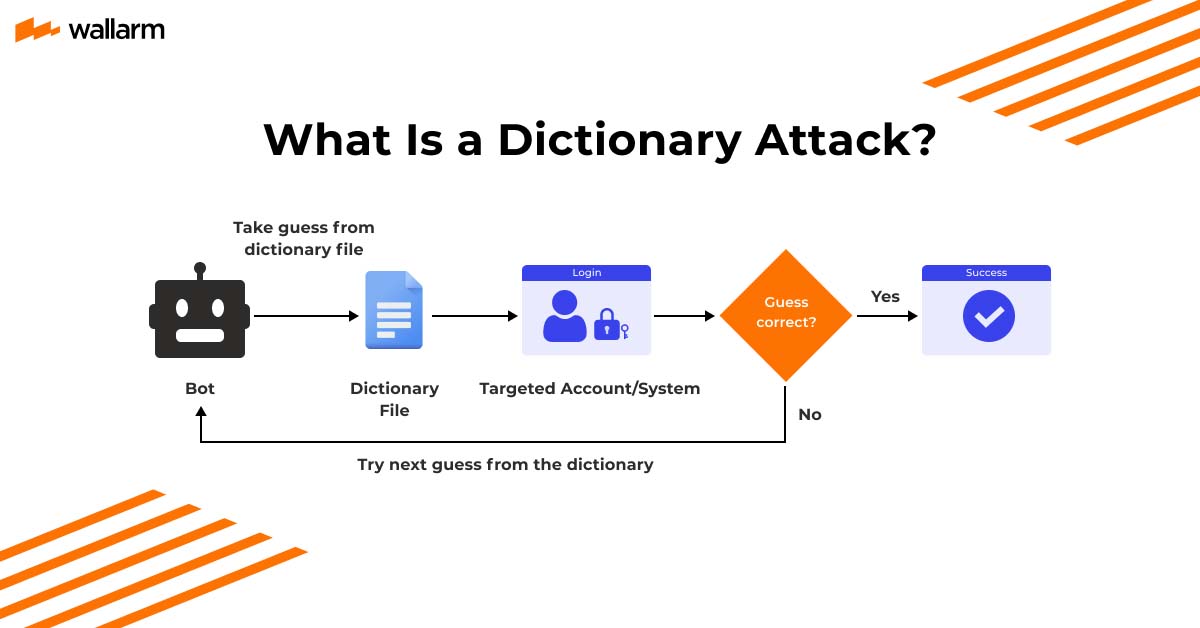 wallarm
What Is a Dictionary Attack?
Take guess from
dictionary file
Login
Success
Guess
correct?
Yes
Bot
Dictionary
File
Targeted Account/System
No
Try next guess from the dictionary